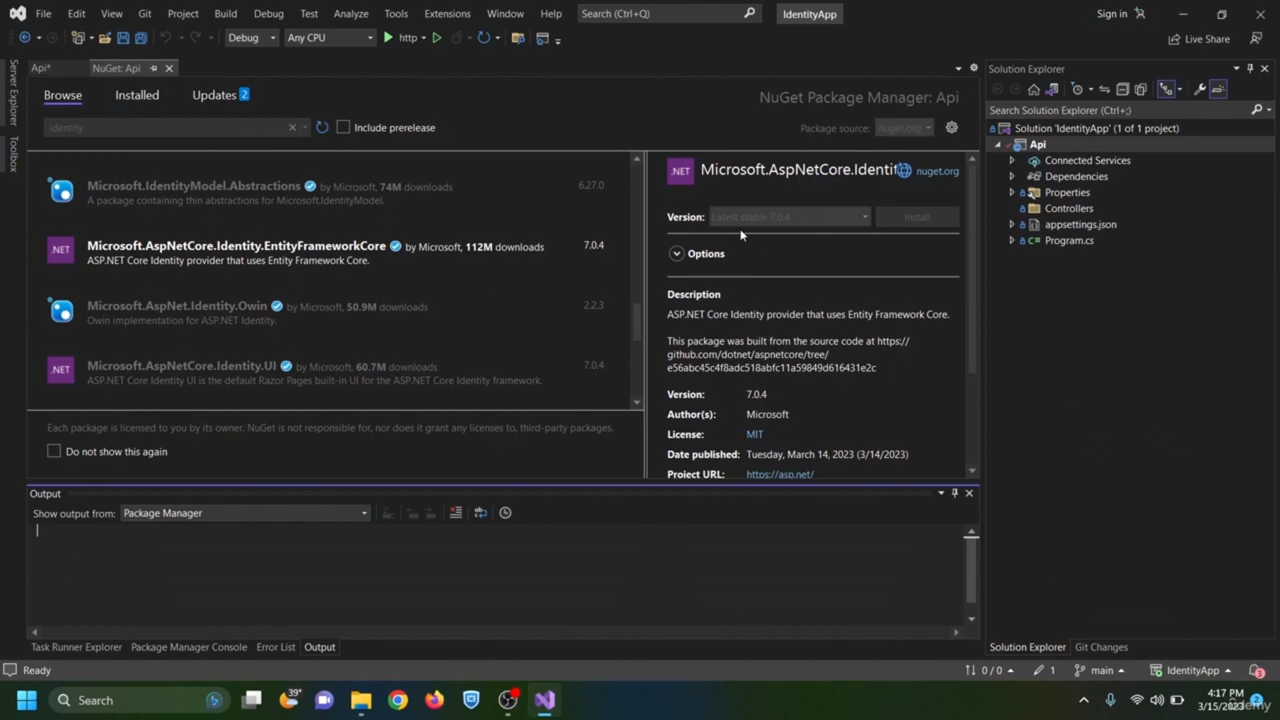 File Edit View Git Project Build Debug Test Analyze Tools Extensions Window Help Search (Ctrl+Q) IdentityApp Sign in
Debug Any CPU http Live Share
Api* NuGet: Api
Server Explorer
Toolbox
Browse Installed Updates 2
NuGet Package Manager: Api
identity Include prerelease Package source: nuget.org
Microsoft.IdentityModel.Abstractions by Microsoft, 74M downloads 6.27.0
A package containing thin abstractions for Microsoft.IdentityModel.
.NET Microsoft.AspNetCore.Identity.EntityFrameworkCore by Microsoft, 112M downloads 7.0.4
ASP.NET Core Identity provider that uses Entity Framework Core.
Microsoft.AspNet.Identity.Owin by Microsoft, 50.9M downloads 2.2.3
Owin implementation for ASP.NET Identity.
.NET Microsoft.AspNetCore.Identity.UI by Microsoft, 60.7M downloads 7.0.4
ASP.NET Core Identity UI is the default Razor Pages built-in UI for the ASP.NET Core Identity framework.
Each package is licensed to you by its owner. NuGet is not responsible for, nor does it grant any licenses to, third-party packages.
Do not show this again
.NET Microsoft.AspNetCore.Identi nuget.org
Version: Latest stable 7.0.4 Install
Options
Description
ASP.NET Core Identity provider that uses Entity Framework Core.
This package was built from the source code at https://
github.com/dotnet/aspnetcore/tree/
e56abc45c4f8adc518abfc11a59849d616431e2c
Version: 7.0.4
Author(s): Microsoft
License: MIT
Date published: Tuesday, March 14, 2023 (3/14/2023)
Project URL: https://asp.net/
Solution Explorer
Search Solution Explorer (Ctrl+;)
Solution 'IdentityApp' (1 of 1 project)
Api
Connected Services
Dependencies
Properties
Controllers
appsettings.json
C# Program.cs
Output
Show output from: Package Manager
Task Runner Explorer Package Manager Console Error List Output
Solution Explorer Git Changes
Ready 0 / 0 1 main IdentityApp 3
Search 39° 4:17 PM
3/15/2023 2
Udemy